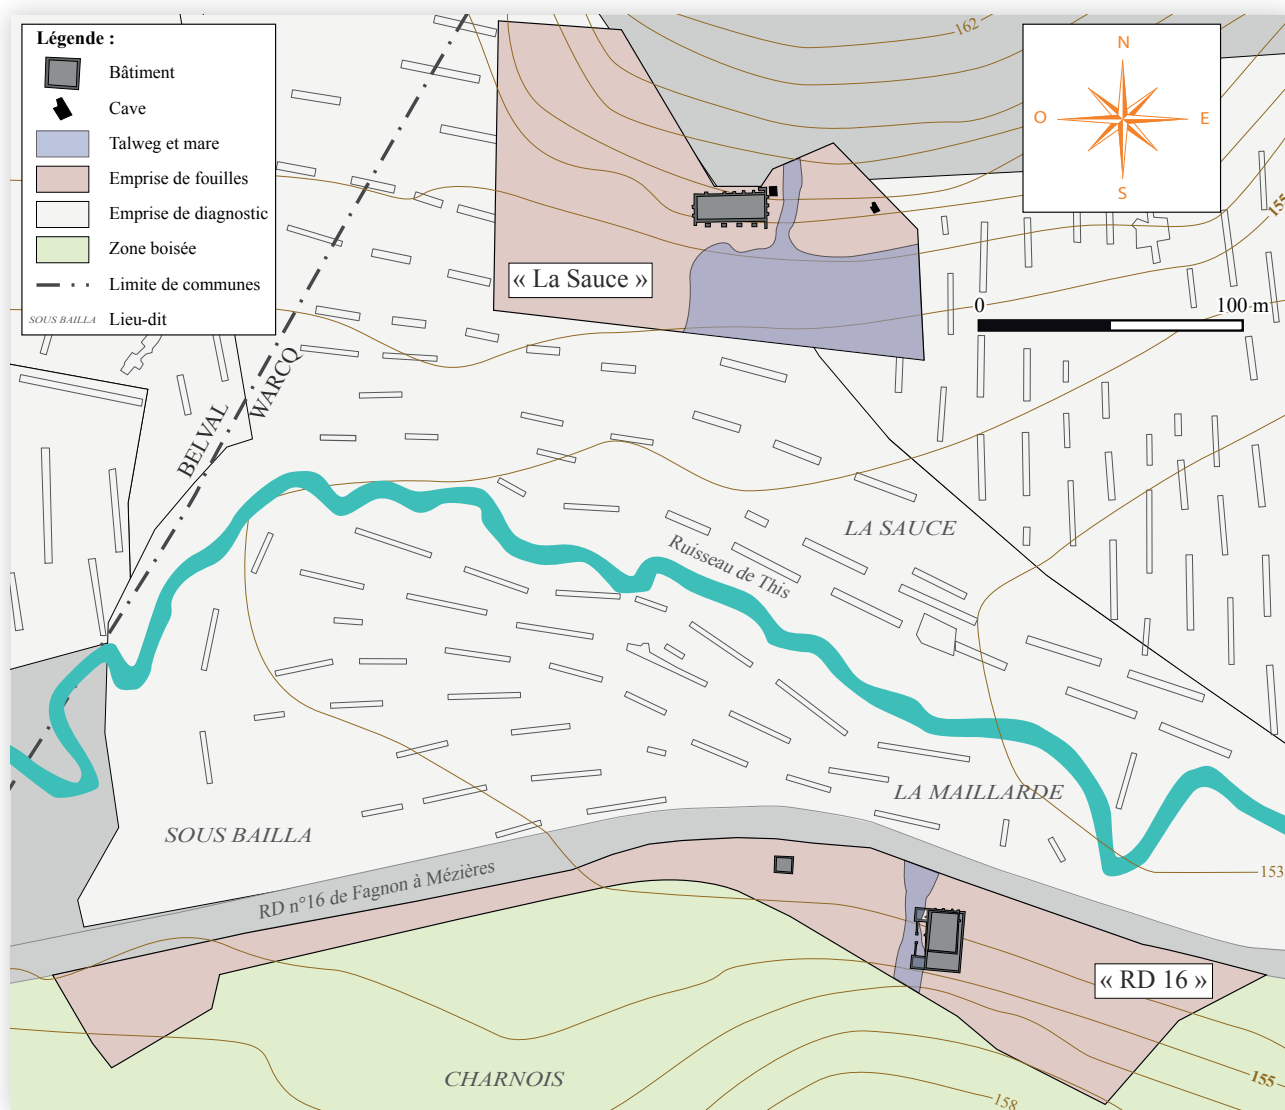 Légende :
Bâtiment
Cave
Talweg et mare
Emprise de fouilles
Emprise de diagnostic
Zone boisée
Limite de communes
SOUS BAILLA Lieu-dit
162
N
O E
S
155
« La Sauce »
0 100 m
BELVAL
WARCQ
LA SAUCE
Ruisseau de This
LA MAILLARDE
SOUS BAILLA
153
RD n°16 de Fagnon à Mézières
« RD 16 »
CHARNOIS
155
158